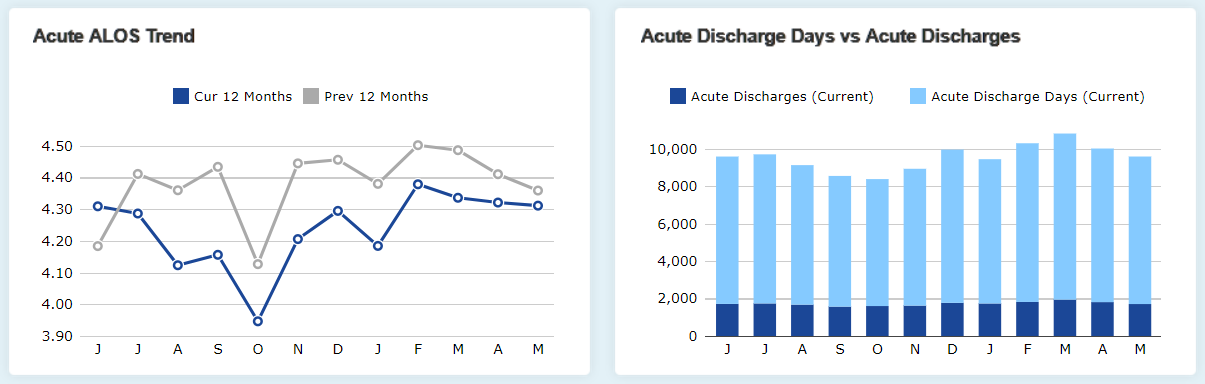 Acute ALOS Trend
Cur 12 Months Prev 12 Months
4.50
4.40
4.30
4.20
4.10
4.00
3.90
J J A S O N D J F M A M
Acute Discharge Days vs Acute Discharges
Acute Discharges (Current) Acute Discharge Days (Current)
10,000
8,000
6,000
4,000
2,000
0
J J A S O N D J F M A M